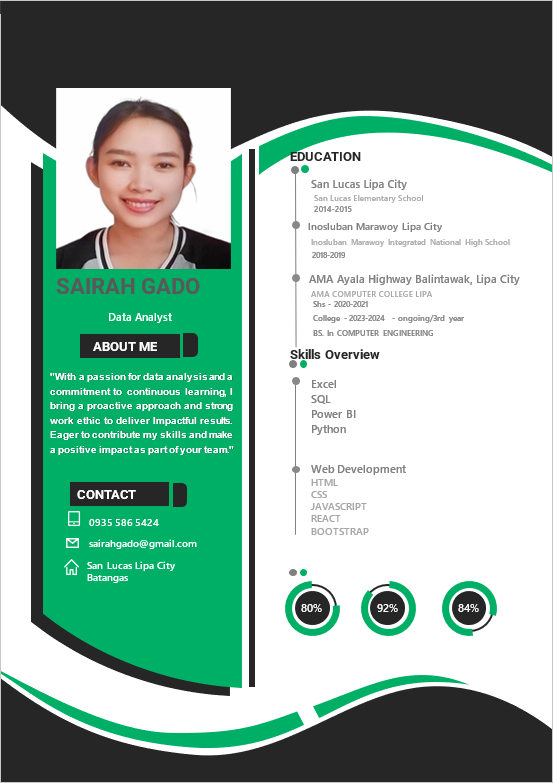 SAIRAH GADO
Data Analyst
ABOUT ME
"With a passion for data analysis and a
commitment to continuous learning, I
bring a proactive approach and strong
work ethic to deliver Impactful results.
Eager to contribute my skills and make
a positive impact as part of your team."
CONTACT
0935 586 5424
sairahgado@gmail.com
San Lucas Lipa City
Batangas
EDUCATION
San Lucas Lipa City
San Lucas Elementary School
2014-2015
Inosluban Marawoy Lipa City
Inosluban Marawoy Integrated National High School
2018-2019
AMA Ayala Highway Balintawak, Lipa City
AMA COMPUTER COLLEGE LIPA
Shs - 2020-2021
College - 2023-2024 - ongoing/3rd year
BS. In COMPUTER ENGINEERING
Skills Overview
Excel
SQL
Power BI
Python
Web Development
HTML
CSS
JAVASCRIPT
REACT
BOOTSTRAP
80% 92% 84%